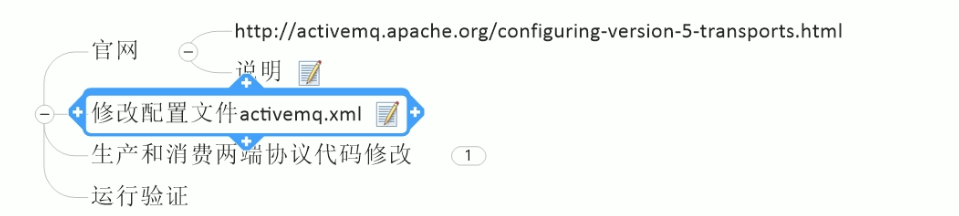 官网
http://activemq.apache.org/configuring-version-5-transports.html
说明
修改配置文件activemq.xml
生产和消费两端协议代码修改
1
运行验证